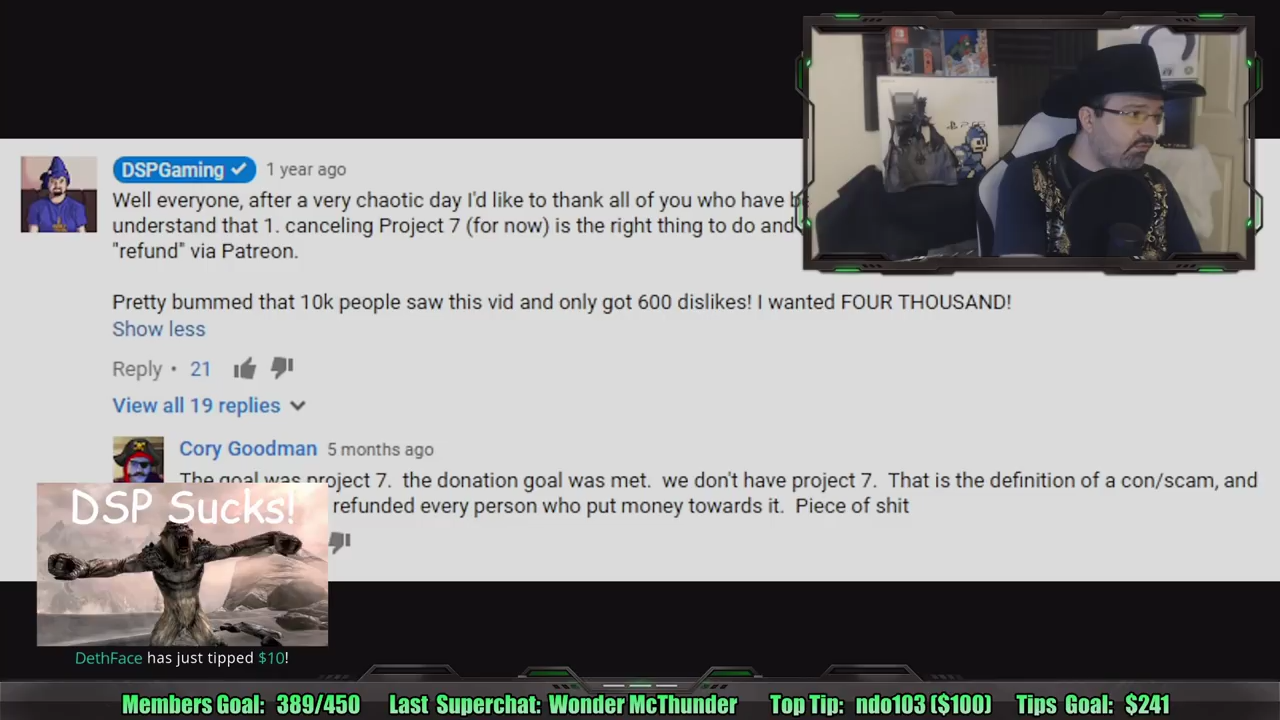 DSPGaming 1 year ago
Well everyone, after a very chaotic day I'd like to thank all of you who have
understand that 1. canceling Project 7 (for now) is the right thing to do and
"refund" via Patreon.
Pretty bummed that 10k people saw this vid and only got 600 dislikes! I wanted FOUR THOUSAND!
Show less
Reply • 21
View all 19 replies
Cory Goodman 5 months ago
The goal was project 7. the donation goal was met. we don't have project 7. That is the definition of a con/scam, and
refunded every person who put money towards it. Piece of shit
DSP Sucks!
DethFace has just tipped $10!
Members Goal: 389/450 Last Superchat: Wonder McThunder Top Tip: ndo103 ($100) Tips Goal: $241